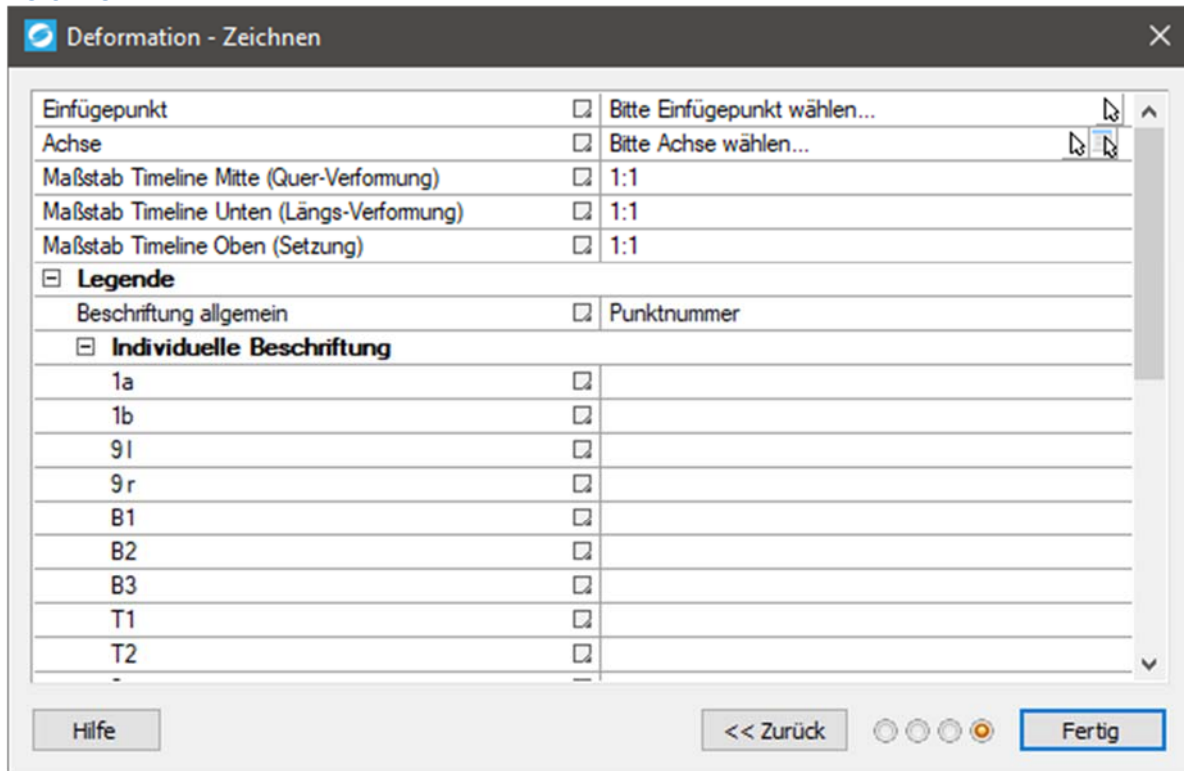 Deformation - Zeichnen
Einfügepunkt Bitte Einfügepunkt wählen...
Achse Bitte Achse wählen...
Maßstab Timeline Mitte (Quer-Verformung) 1:1
Maßstab Timeline Unten (Längs-Verformung) 1:1
Maßstab Timeline Oben (Setzung) 1:1
Legende
Beschriftung allgemein Punktnummer
Individuelle Beschriftung
1a
1b
9 l
9 r
B1
B2
B3
T1
T2
Hilfe << Zurück Fertig